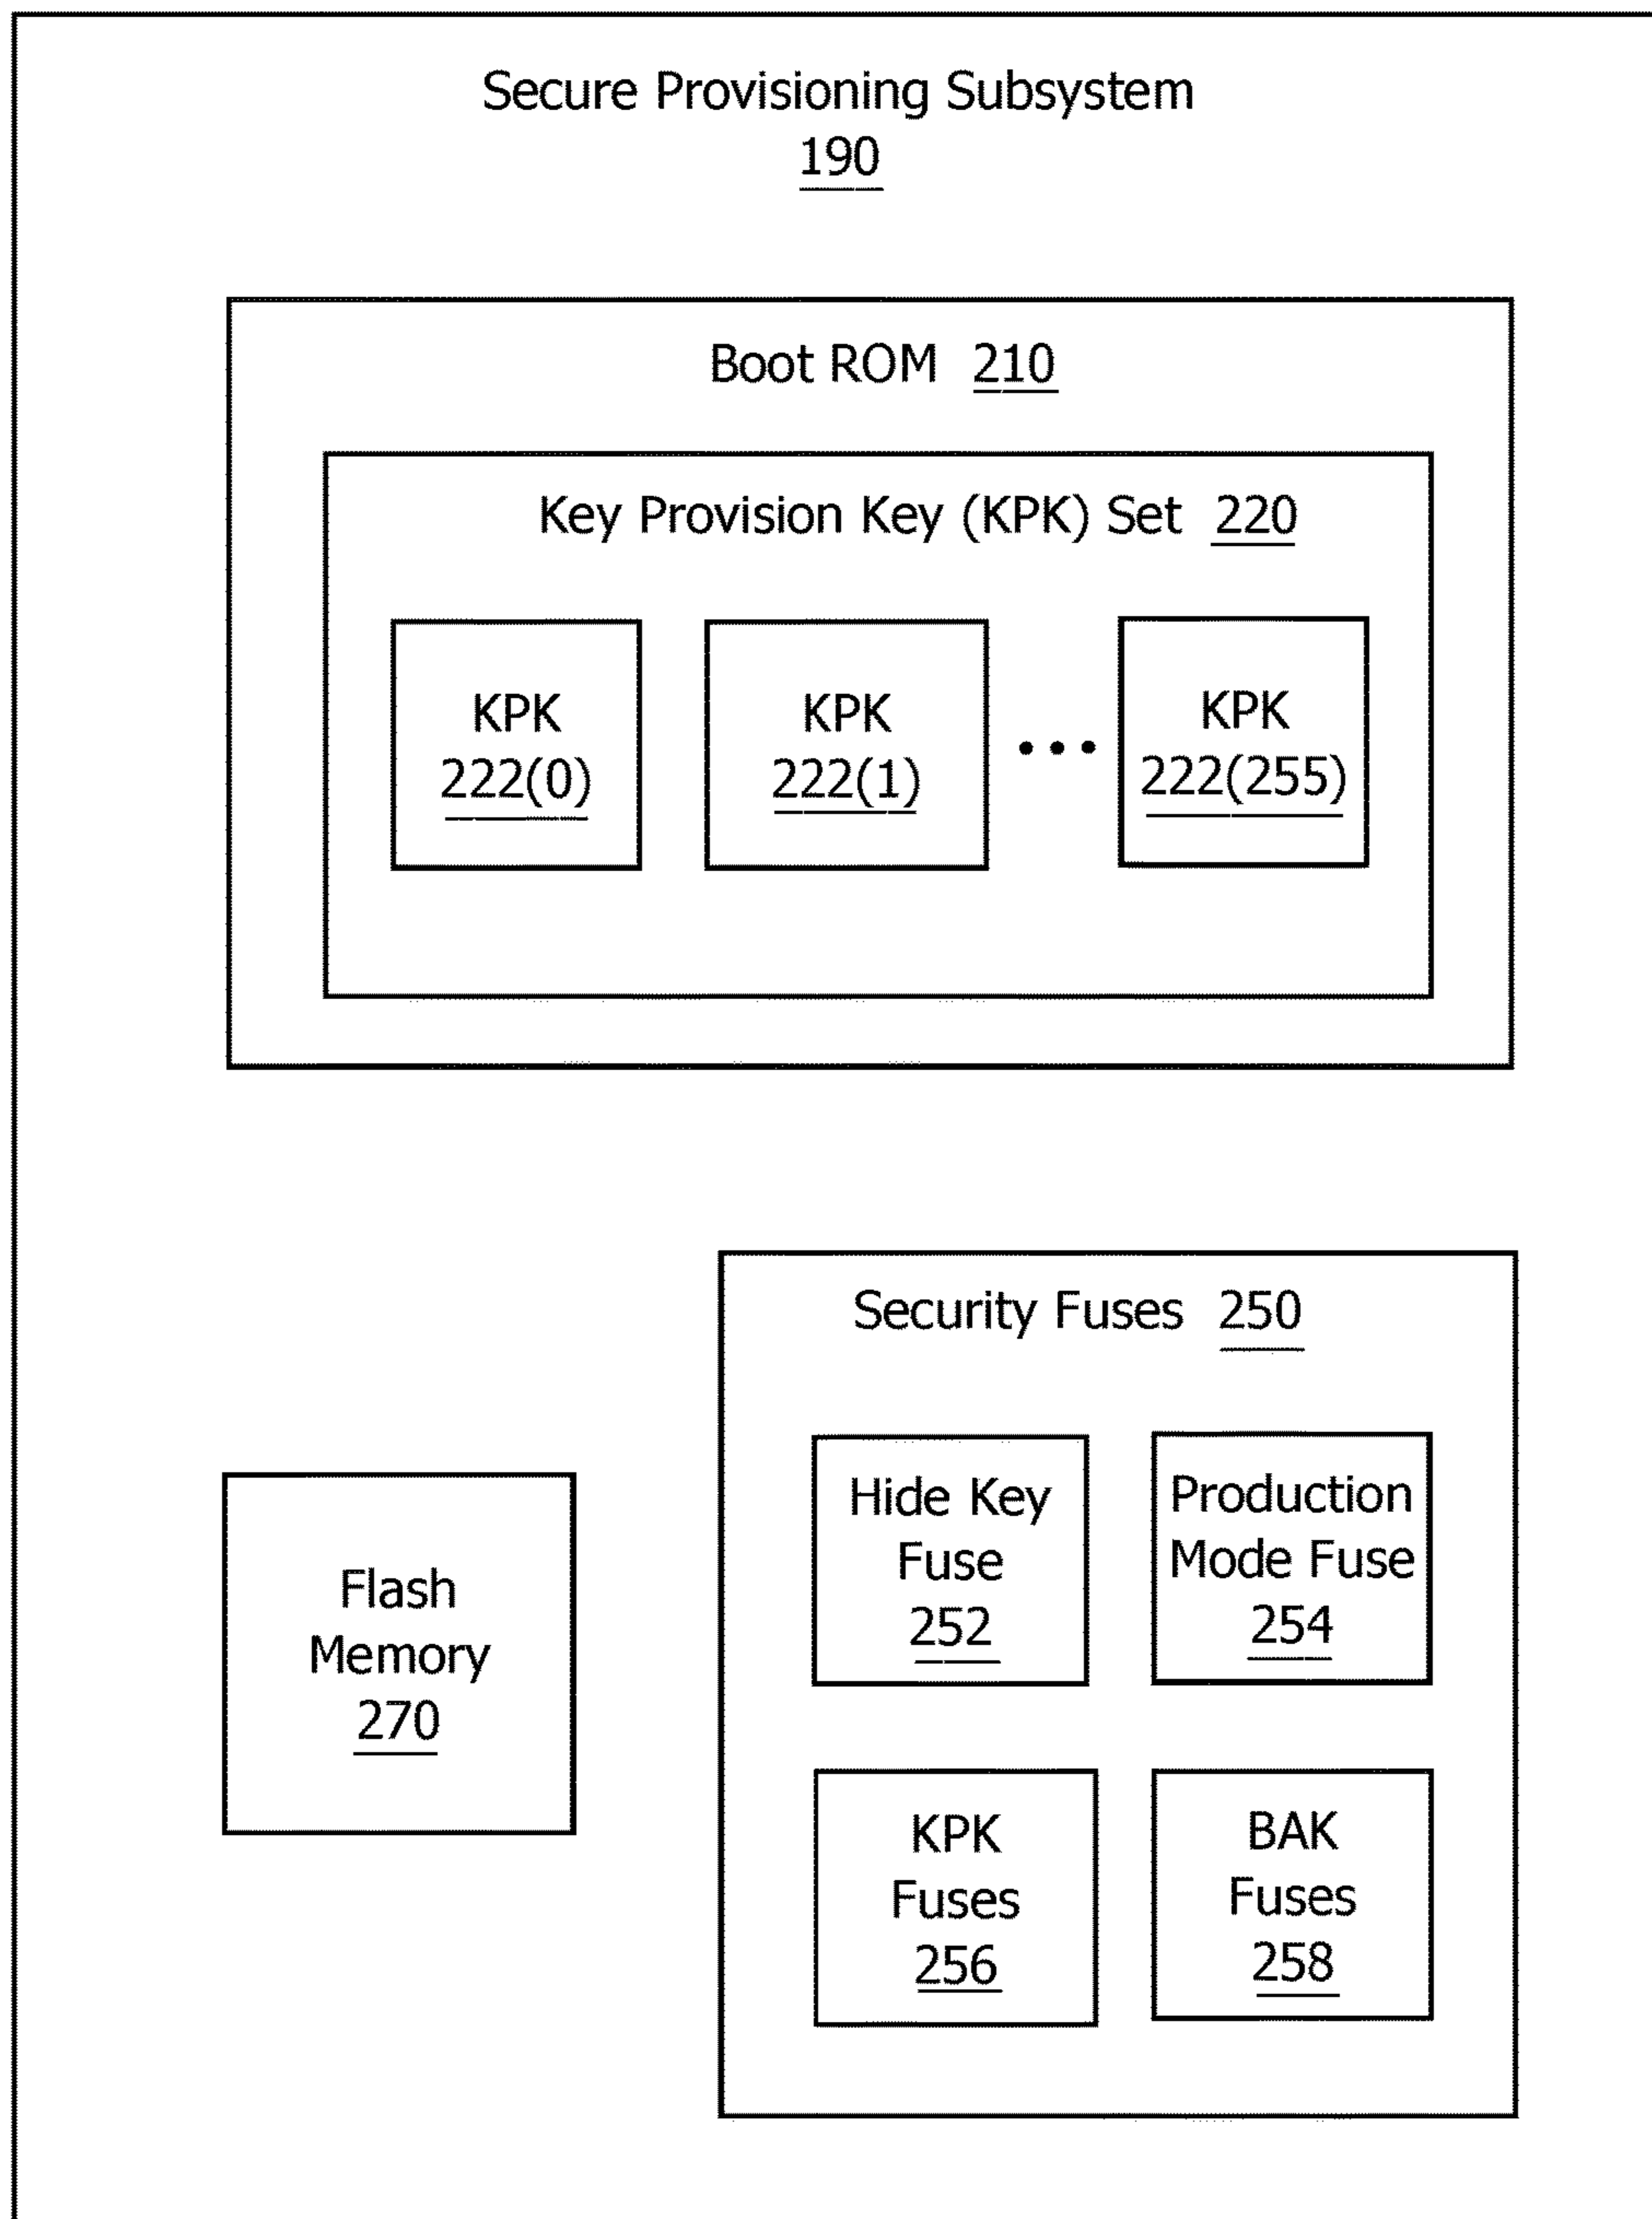 Secure Provisioning Subsystem
190
Boot ROM 210
Key Provision Key (KPK) Set 220
KPK
222(0)
KPK
222(1)
KPK
222(255)
Security Fuses 250
Hide Key
Fuse
252
Production
Mode Fuse
254
Flash
Memory
270
KPK
Fuses
256
BAK
Fuses
258